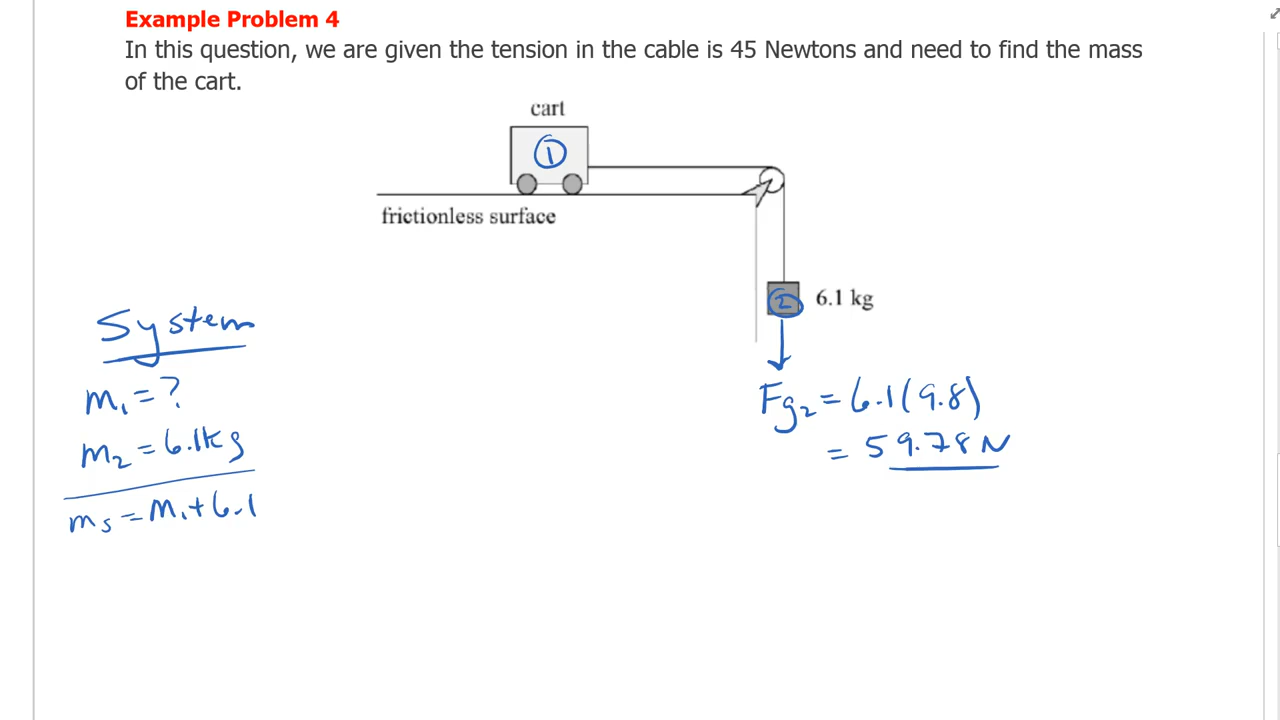 Example Problem 4
In this question, we are given the tension in the cable is 45 Newtons and need to find the mass
of the cart.
cart
①
frictionless surface
② 6.1 kg
System
m₁ = ?
m₂ = 6.1kg
mₛ = m₁ + 6.1
Fg₂ = 6.1(9.8)
= 59.78 N